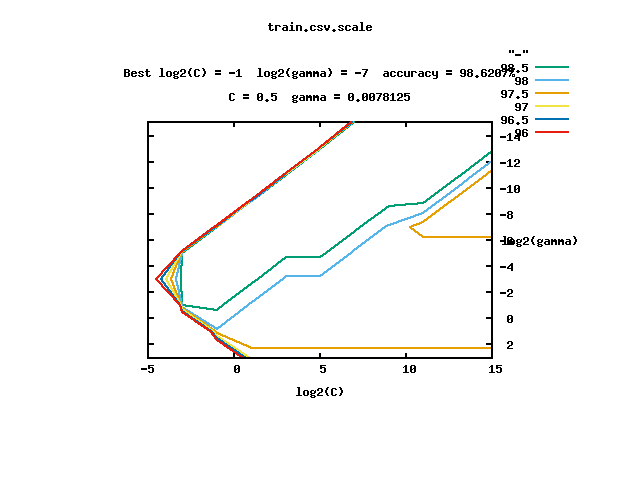 train.csv.scale
"-"
Best log2(C) = -1  log2(gamma) = -7  accuracy = 98.6207%
98.5
98
97.5
C = 0.5  gamma = 0.0078125
97
96.5
96
-14
-12
-10
-8
-6
log2(gamma)
-4
-2
0
2
-5 0 5 10 15
log2(C)